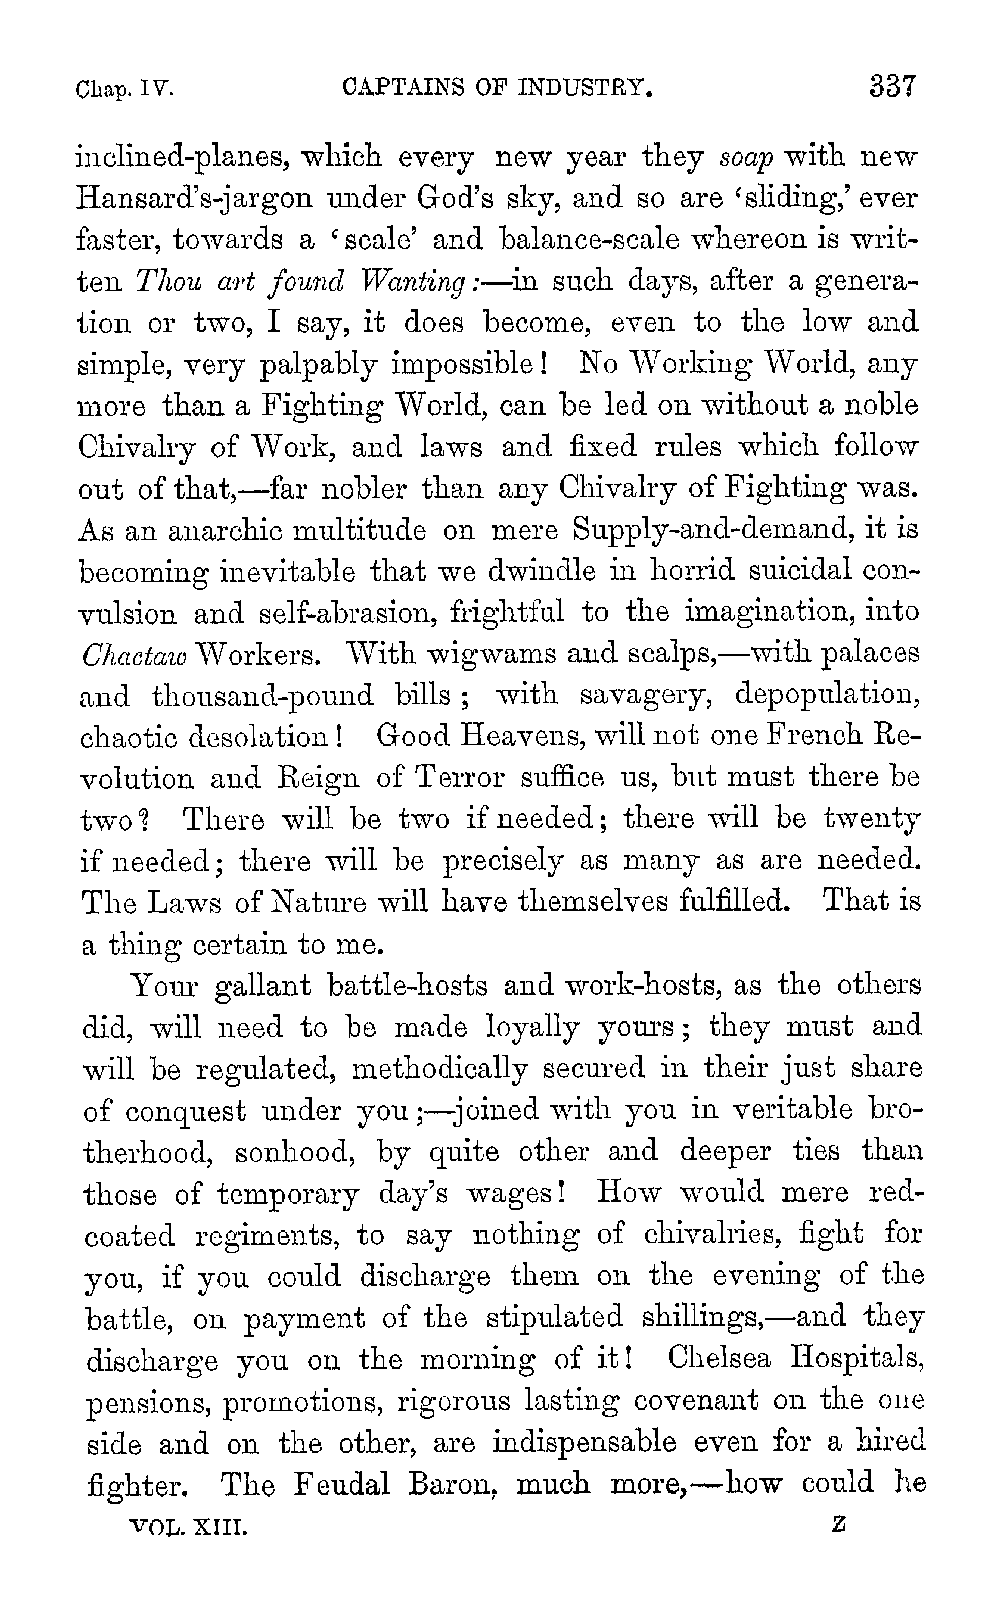 Chap. IV. CAPTAINS OF INDUSTRY. 337
inclined-planes, which every new year they soap with new
Hansard's-jargon under God's sky, and so are 'sliding,' ever
faster, towards a 'scale' and balance-scale whereon is writ-
ten Thou art found Wanting:—in such days, after a genera-
tion or two, I say, it does become, even to the low and
simple, very palpably impossible! No Working World, any
more than a Fighting World, can be led on without a noble
Chivalry of Work, and laws and fixed rules which follow
out of that,—far nobler than any Chivalry of Fighting was.
As an anarchic multitude on mere Supply-and-demand, it is
becoming inevitable that we dwindle in horrid suicidal con-
vulsion and self-abrasion, frightful to the imagination, into
Chactaw Workers. With wigwams and scalps,—with palaces
and thousand-pound bills; with savagery, depopulation,
chaotic desolation! Good Heavens, will not one French Re-
volution and Reign of Terror suffice us, but must there be
two? There will be two if needed; there will be twenty
if needed; there will be precisely as many as are needed.
The Laws of Nature will have themselves fulfilled. That is
a thing certain to me.
Your gallant battle-hosts and work-hosts, as the others
did, will need to be made loyally yours; they must and
will be regulated, methodically secured in their just share
of conquest under you;—joined with you in veritable bro-
therhood, sonhood, by quite other and deeper ties than
those of temporary day's wages! How would mere red-
coated regiments, to say nothing of chivalries, fight for
you, if you could discharge them on the evening of the
battle, on payment of the stipulated shillings,—and they
discharge you on the morning of it! Chelsea Hospitals,
pensions, promotions, rigorous lasting covenant on the one
side and on the other, are indispensable even for a hired
fighter. The Feudal Baron, much more,—how could he
VOL. XIII. Z